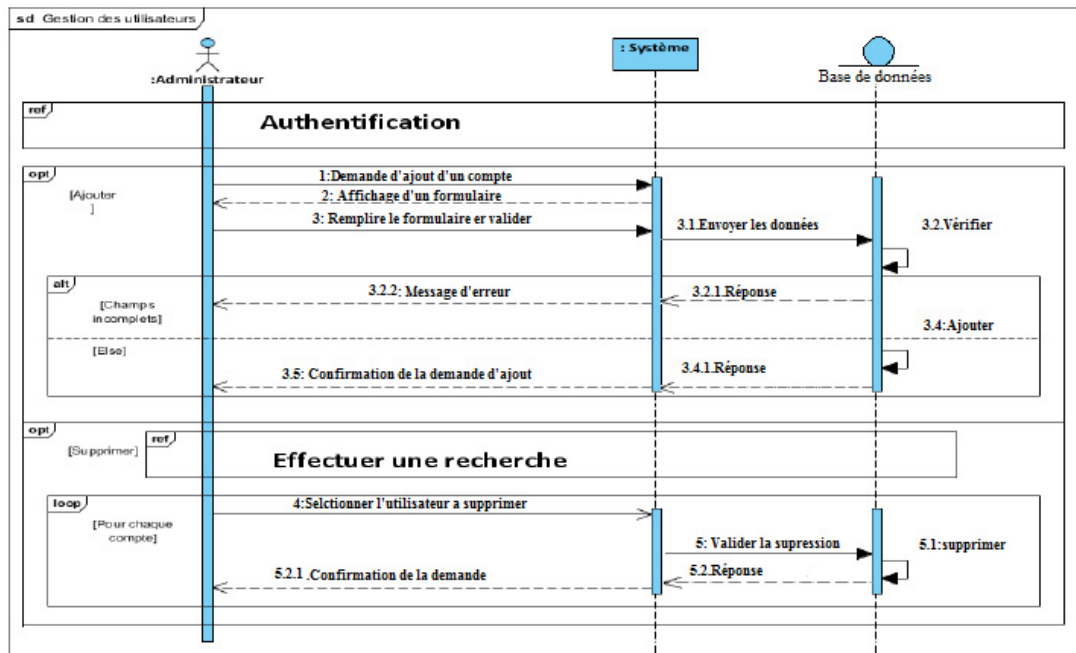 sd Gestion des utilisateurs
: Système
:Administrateur
Base de données
ref
Authentification
opt
[Ajouter
]
1:Demande d'ajout d'un compte
2: Affichage d'un formulaire
3: Remplire le formulaire er valider
3.1.Envoyer les données
3.2.Vérifier
alt
[Champs
incomplets]
3.2.2: Message d'erreur
3.2.1.Réponse
3.4:Ajouter
[Else]
3.5: Confirmation de la demande d'ajout
3.4.1.Réponse
opt
[Supprimer]
ref
Effectuer une recherche
loop
[Pour chaque
compte]
4:Selctionner l'utilisateur a supprimer
5: Valider la supression
5.1:supprimer
5.2.Réponse
5.2.1 .Confirmation de la demande